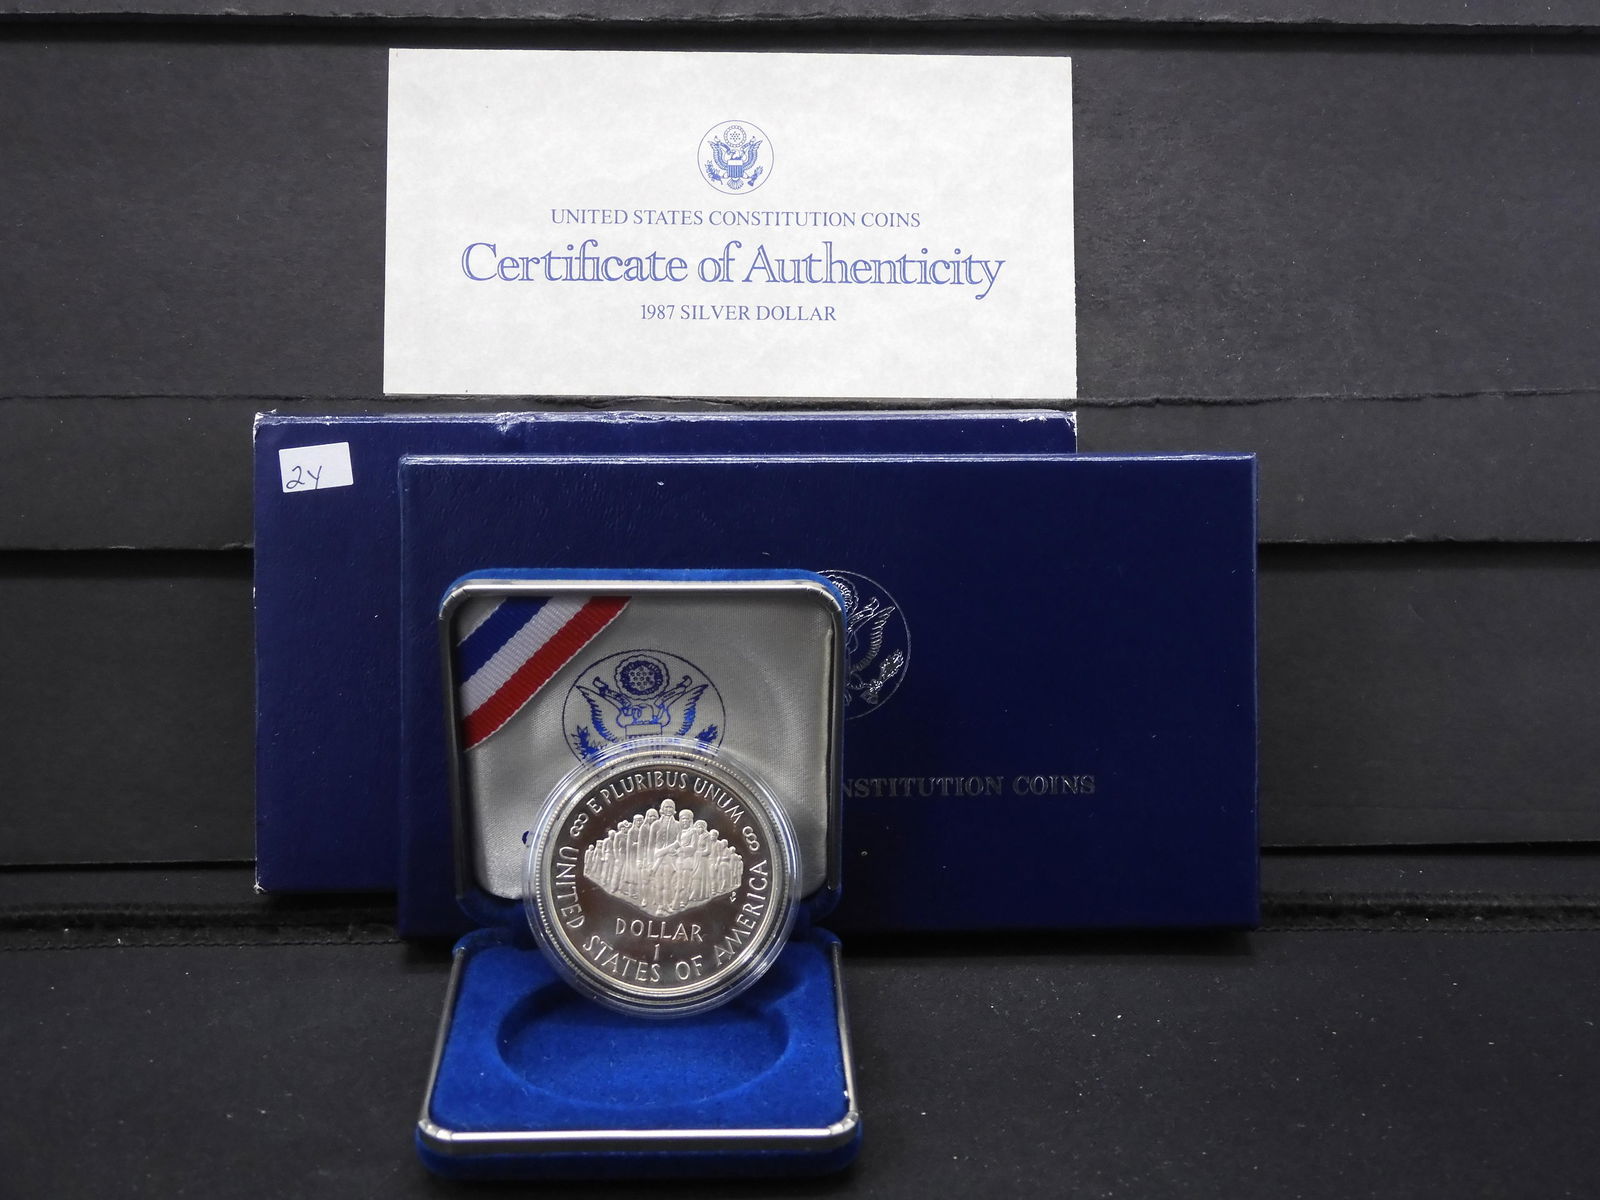 UNITED STATES CONSTITUTION COINS
Certificate of Authenticity
1987 SILVER DOLLAR
2Y
NSTITUTION COINS
E PLURIBUS UNUM
DOLLAR
1
UNITED STATES OF AMERICA